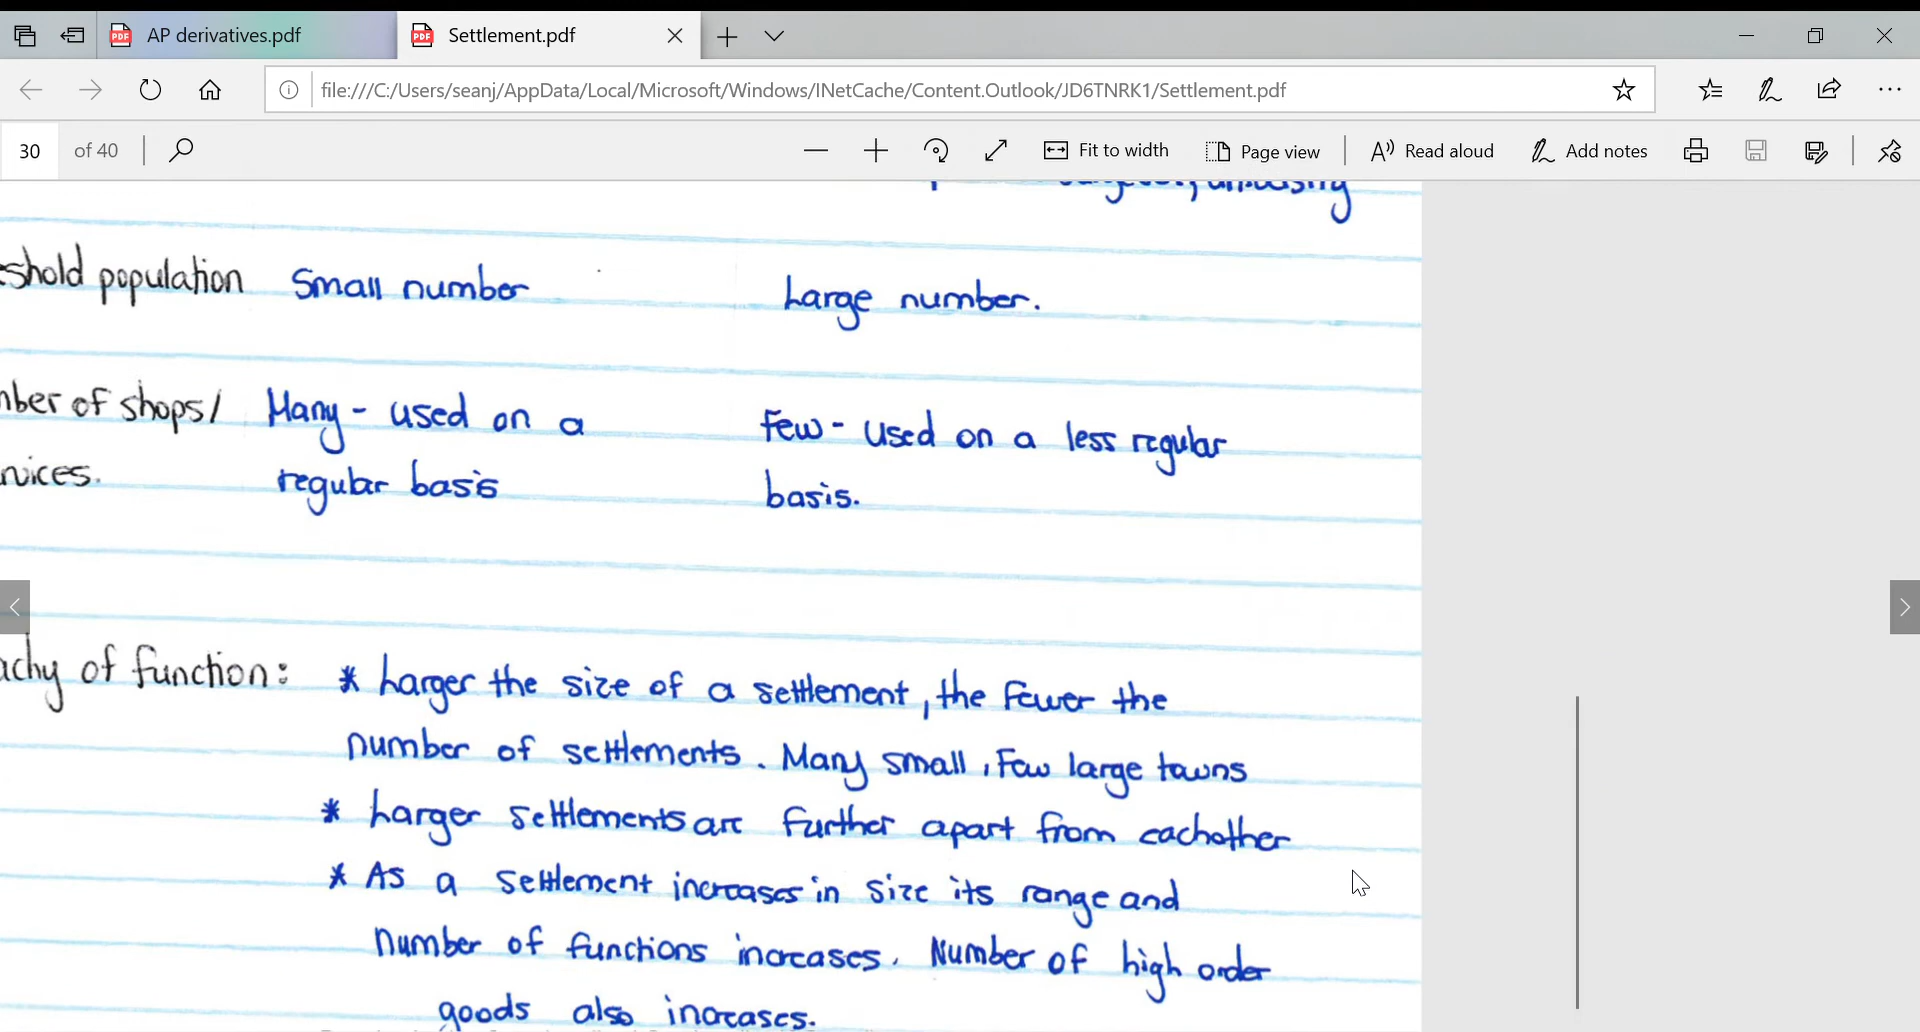 AP derivatives.pdf
Settlement.pdf
file:///C:/Users/seanj/AppData/Local/Microsoft/Windows/INetCache/Content.Outlook/JD6TNRK1/Settlement.pdf
30 of 40
Fit to width
Page view
Read aloud
Add notes
eshold population Small number Large number.
mber of shops/ Many - used on a Few - used on a less regular
rvices. regular basis basis.
achy of function: * Larger the size of a settlement, the fewer the
number of settlements. Many small, Few large towns
* Larger settlements are further apart from eachother
* As a settlement increases in size its range and
number of functions increases. Number of high order
goods also increases.